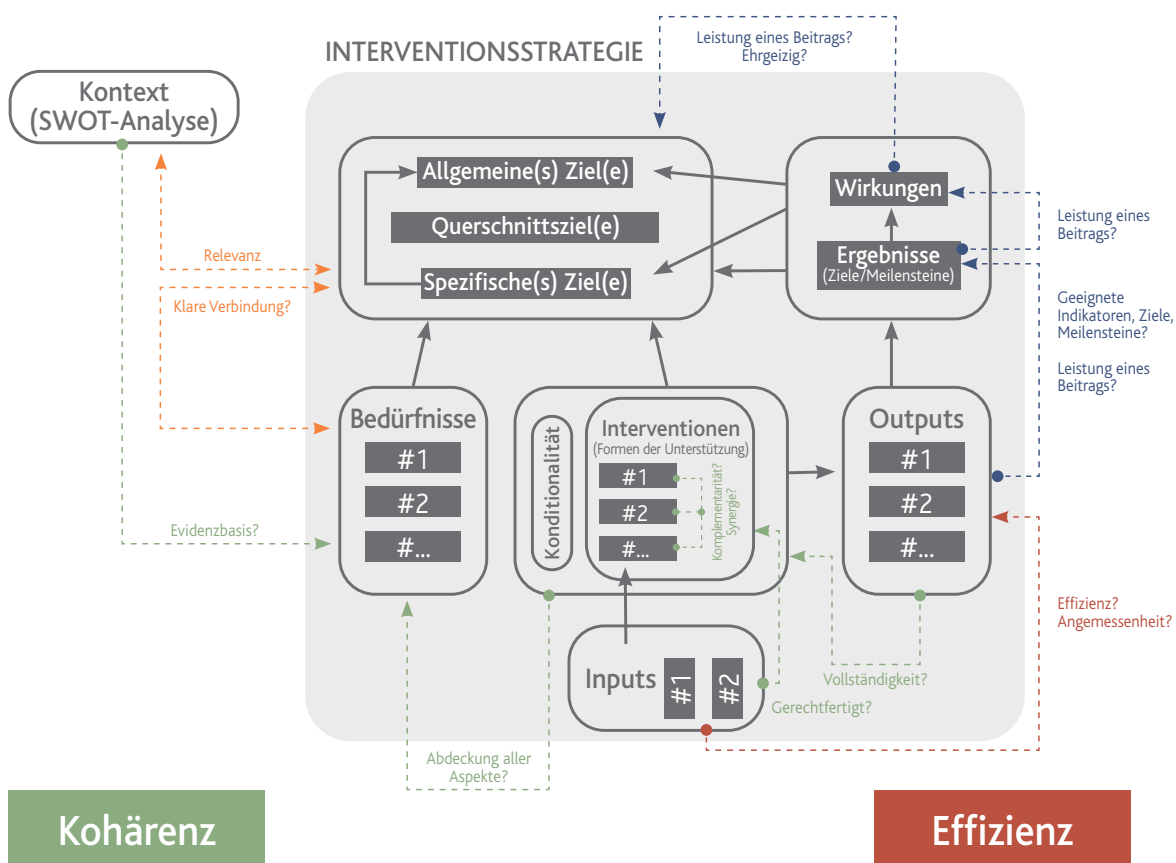 Leistung eines Beitrags?
Ehrgeizig?
INTERVENTIONSSTRATEGIE
Kontext
(SWOT-Analyse)
Allgemeine(s) Ziel(e)
Querschnittsziel(e)
Spezifische(s) Ziel(e)
Wirkungen
Ergebnisse
(Ziele/Meilensteine)
Leistung eines
Beitrags?
Relevanz
Klare Verbindung?
Geeignete
Indikatoren, Ziele,
Meilensteine?
Leistung eines
Beitrags?
Bedürfnisse
#1
#2
#...
Konditionalität
Interventionen
(Formen der Unterstützung)
#1
#2
#...
Komplementarität?
Synergie?
Outputs
#1
#2
#...
Evidenzbasis?
Effizienz?
Angemessenheit?
Inputs
#1
#2
Vollständigkeit?
Gerechtfertigt?
Abdeckung aller
Aspekte?
Kohärenz
Effizienz